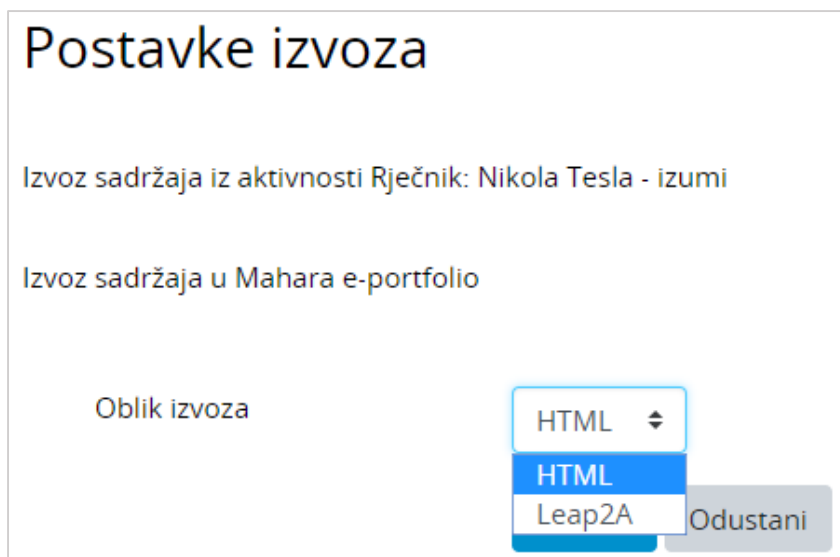 Postavke izvoza
Izvoz sadržaja iz aktivnosti Rječnik: Nikola Tesla - izumi
Izvoz sadržaja u Mahara e-portfolio
Oblik izvoza
HTML
HTML
Leap2A
Odustani